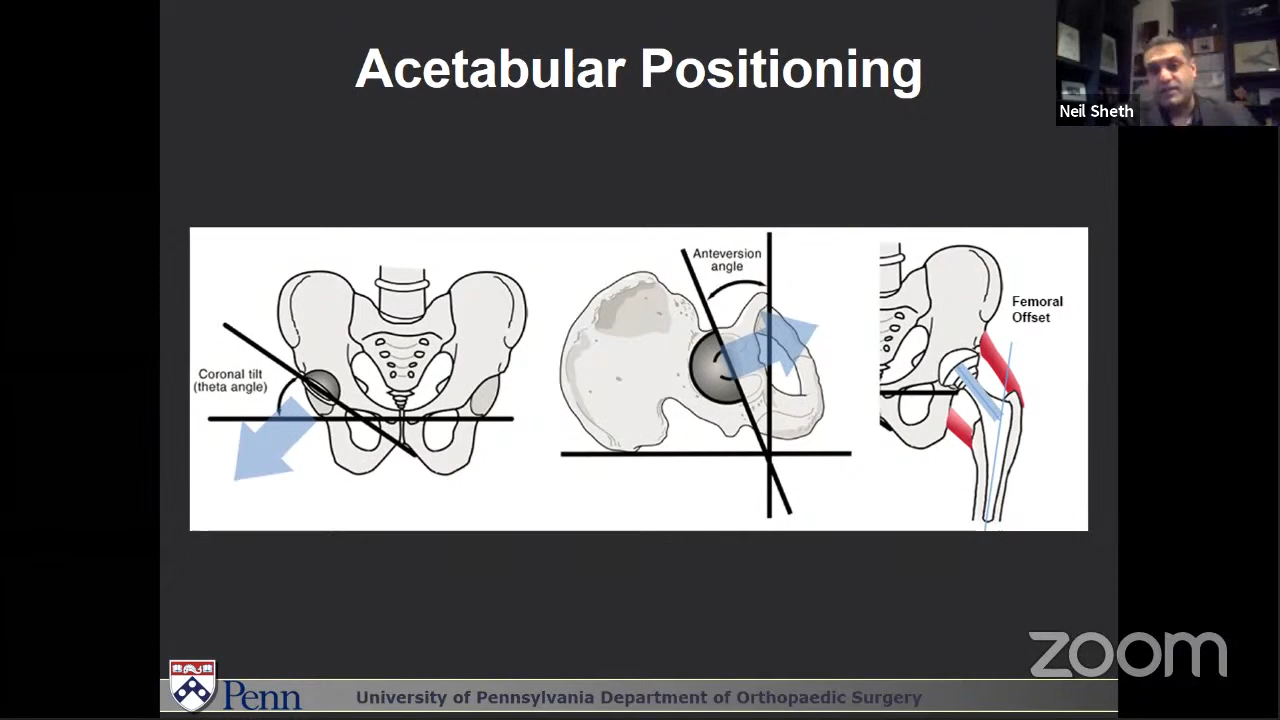 Acetabular Positioning
Neil Sheth
Coronal tilt
(theta angle)
Anteversion
angle
Femoral
Offset
zoom
Penn
University of Pennsylvania Department of Orthopaedic Surgery